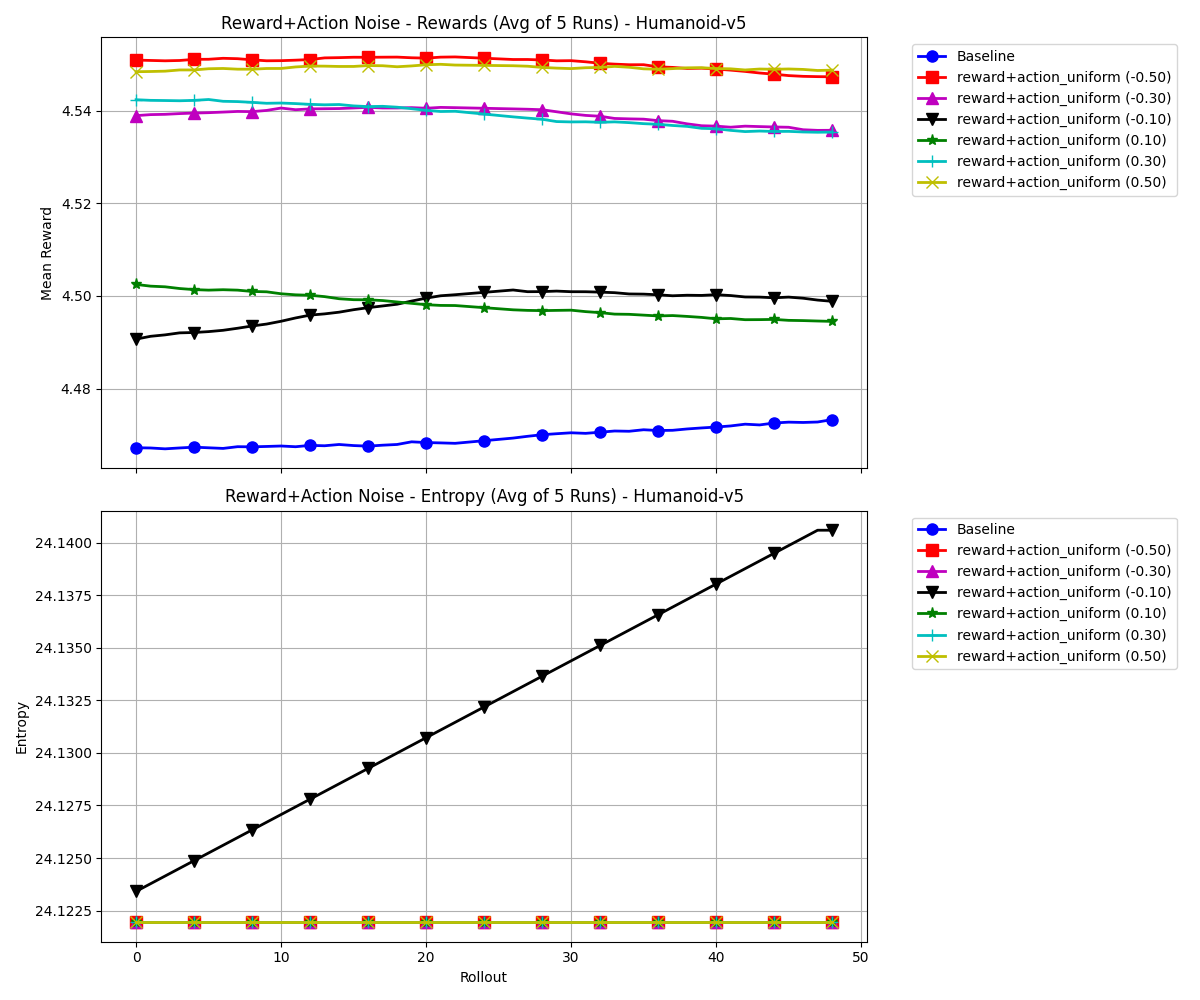 Reward+Action Noise - Rewards (Avg of 5 Runs) - Humanoid-v5
Mean Reward
4.54
4.52
4.50
4.48
Baseline
reward+action_uniform (-0.50)
reward+action_uniform (-0.30)
reward+action_uniform (-0.10)
reward+action_uniform (0.10)
reward+action_uniform (0.30)
reward+action_uniform (0.50)
Reward+Action Noise - Entropy (Avg of 5 Runs) - Humanoid-v5
Entropy
24.1400
24.1375
24.1350
24.1325
24.1300
24.1275
24.1250
24.1225
0 10 20 30 40 50
Rollout
Baseline
reward+action_uniform (-0.50)
reward+action_uniform (-0.30)
reward+action_uniform (-0.10)
reward+action_uniform (0.10)
reward+action_uniform (0.30)
reward+action_uniform (0.50)